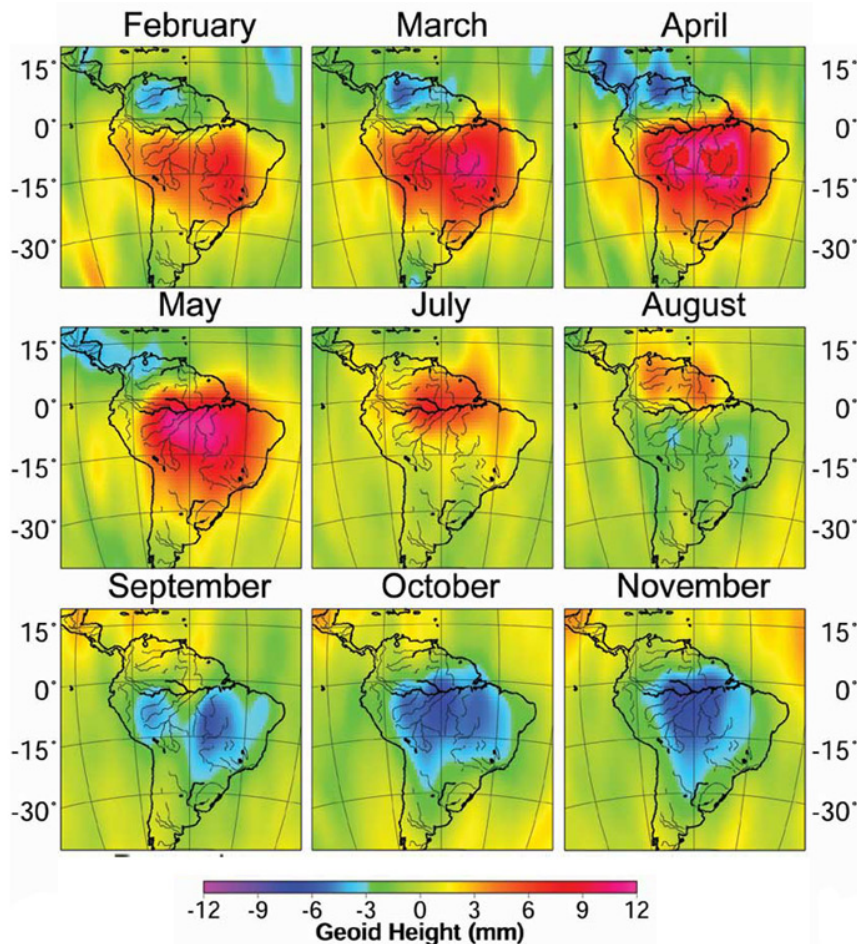 February March April
15° 15°
0° 0°
-15° -15°
-30° -30°
May July August
15° 15°
0° 0°
-15° -15°
-30° -30°
September October November
15° 15°
0° 0°
-15° -15°
-30° -30°
-12 -9 -6 -3 0 3 6 9 12
Geoid Height (mm)